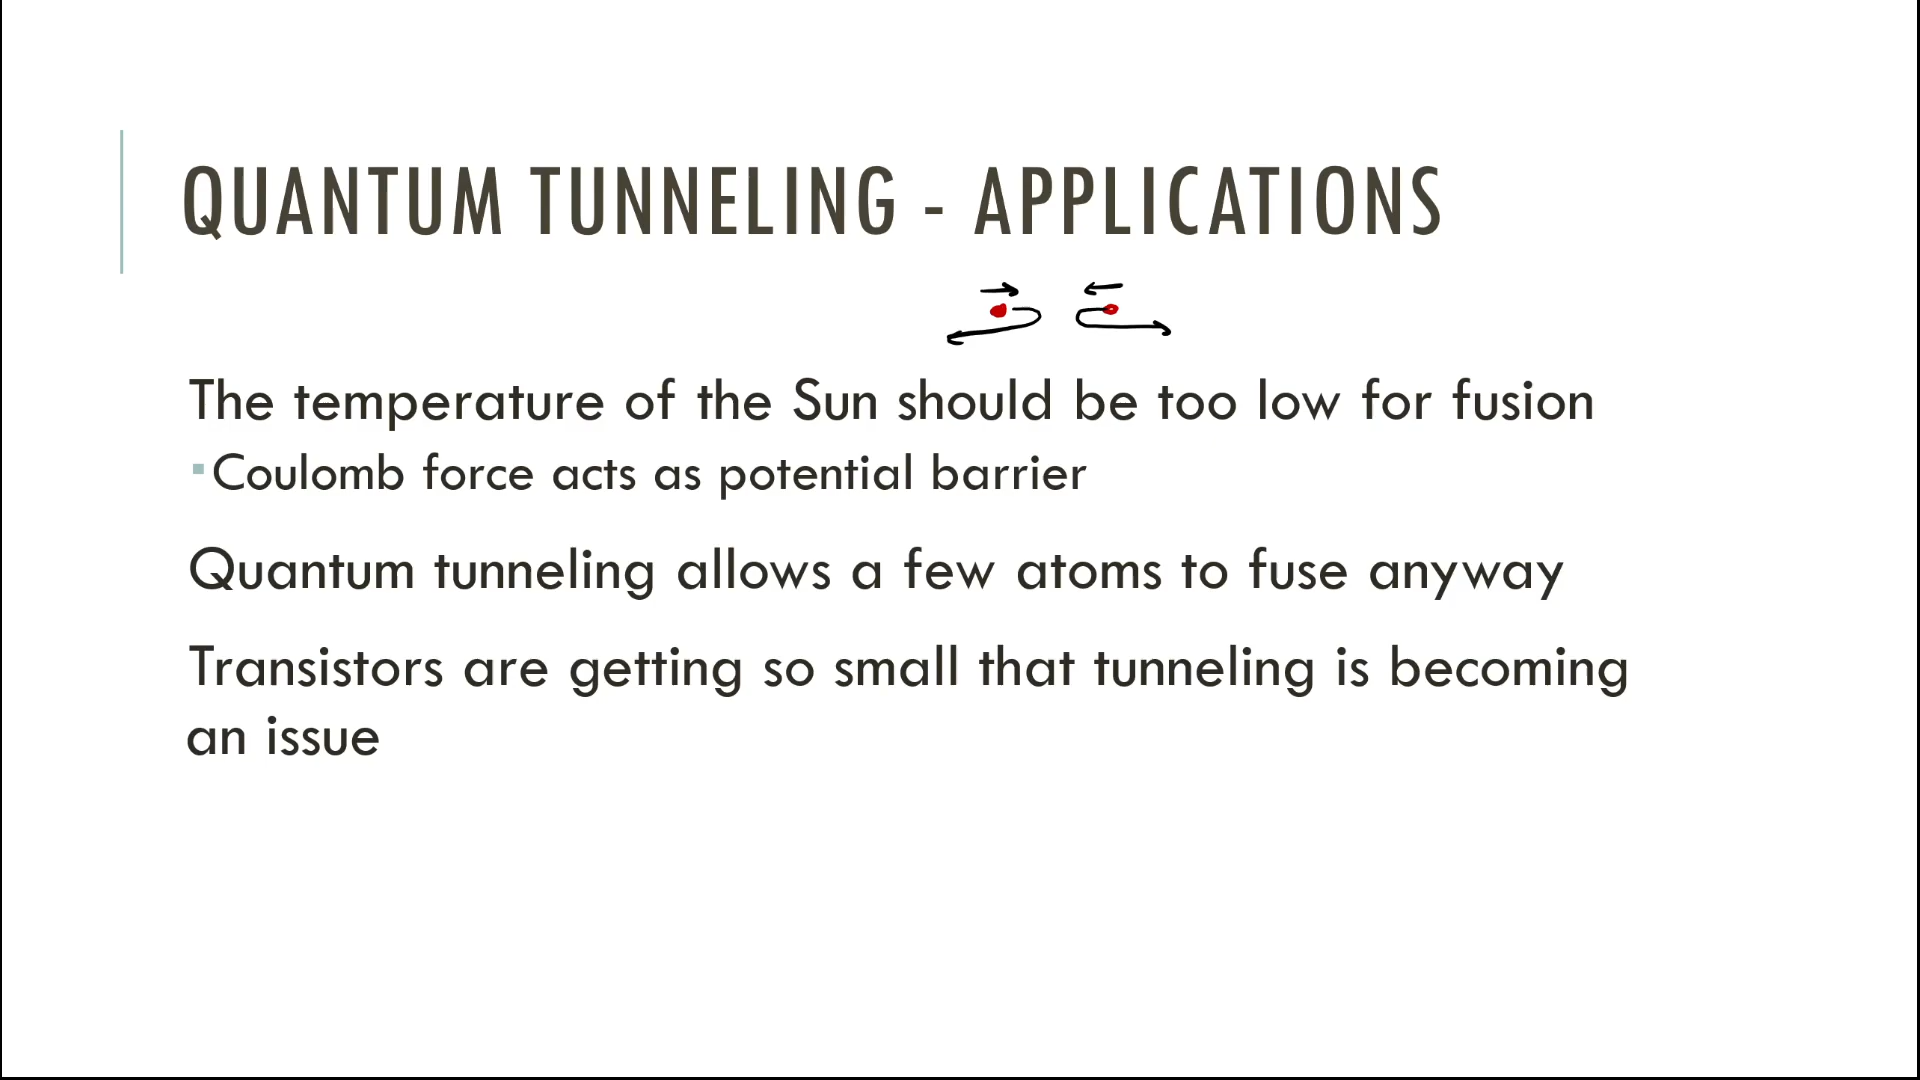 QUANTUM TUNNELING - APPLICATIONS
The temperature of the Sun should be too low for fusion
▪Coulomb force acts as potential barrier
Quantum tunneling allows a few atoms to fuse anyway
Transistors are getting so small that tunneling is becoming
an issue